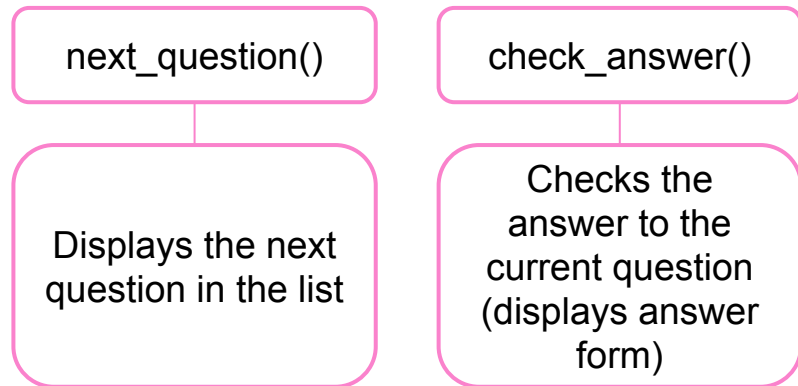 next_question()
check_answer()
Displays the next
question in the list
Checks the
answer to the
current question
(displays answer
form)